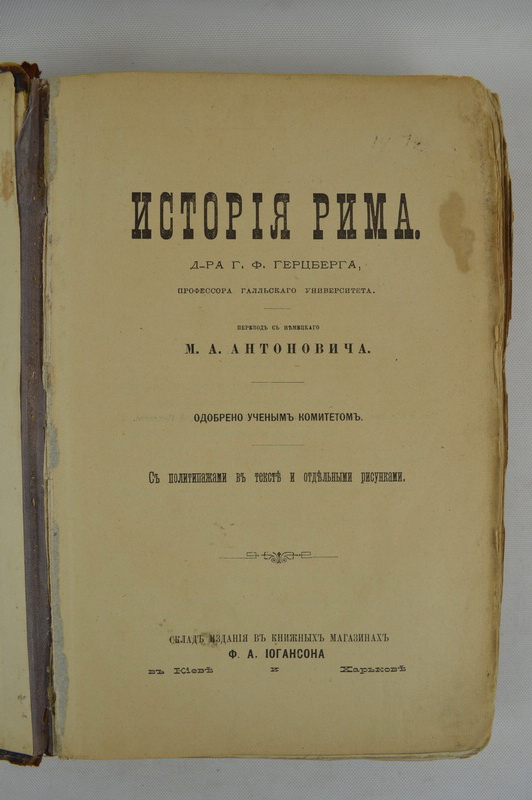 ИСТОРІЯ РИМА.
Д-РА Г. Ф. ГЕРЦБЕРГА,
ПРОФЕССОРА ГАЛЛЬСКАГО УНИВЕРСИТЕТА.
ПЕРЕВОДЪ СЪ НѢМЕЦКАГО
М. А. АНТОНОВИЧА.
ОДОБРЕНО УЧЕНЫМЪ КОМИТЕТОМЪ.
Съ политипажами въ текстѣ и отдѣльными рисунками.
СКЛАДЪ ИЗДАНІЯ ВЪ КНИЖНЫХЪ МАГАЗИНАХЪ
Ф. А. ІОГАНСОНА
въ Кіевѣ и Харьковѣ